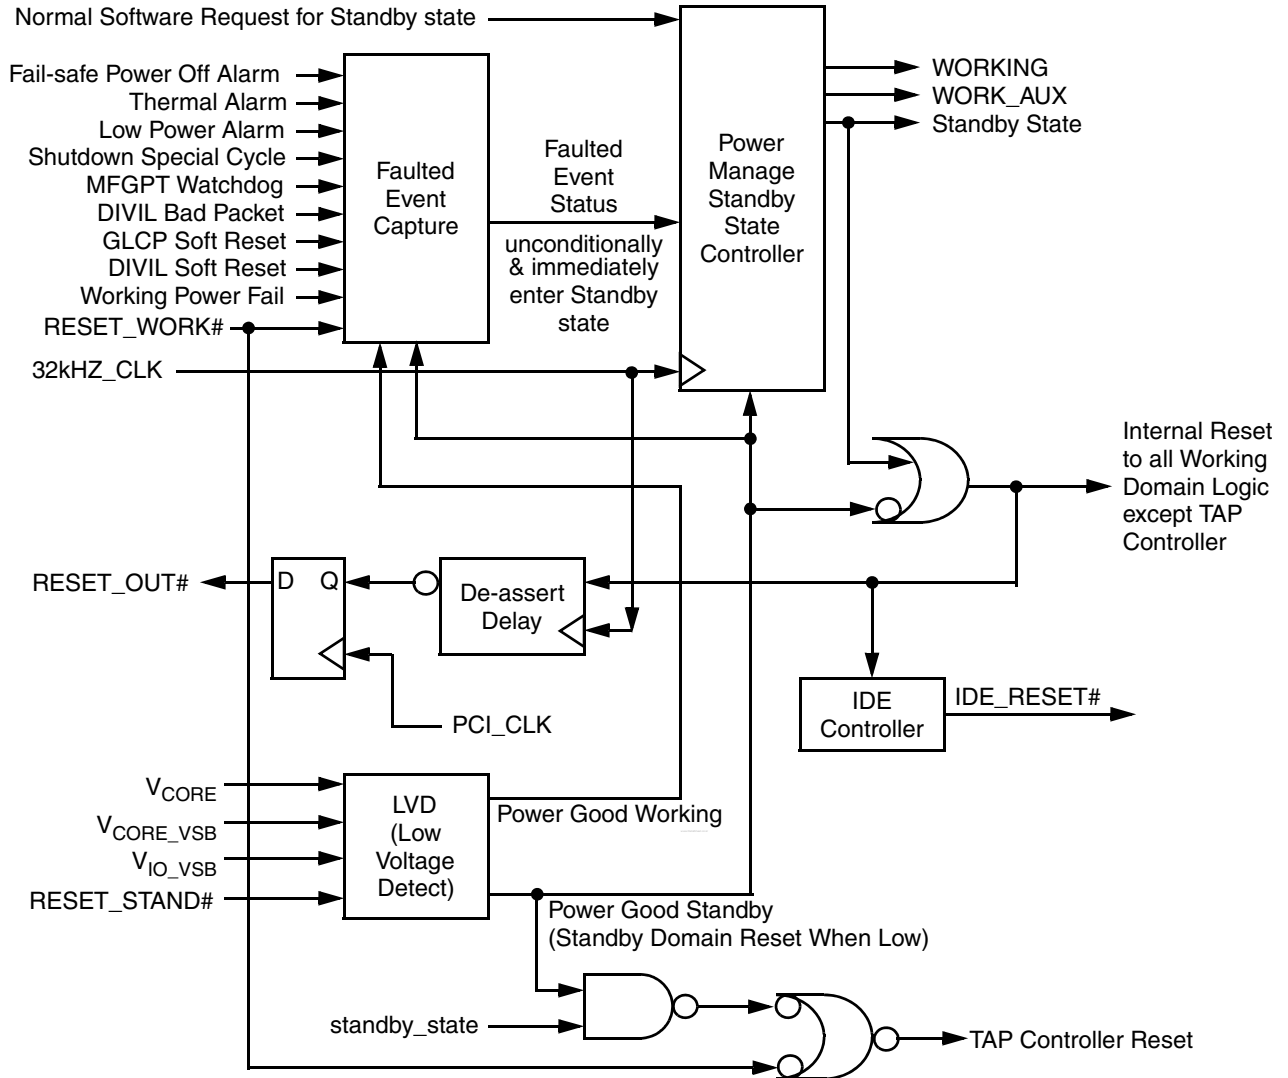 Normal Software Request for Standby state
Fail-safe Power Off Alarm
Thermal Alarm
Low Power Alarm
Shutdown Special Cycle
MFGPT Watchdog
DIVIL Bad Packet
GLCP Soft Reset
DIVIL Soft Reset
Working Power Fail
RESET_WORK#
32kHZ_CLK
Faulted
Event
Capture
Faulted
Event
Status
unconditionally
& immediately
enter Standby
state
Power
Manage
Standby
State
Controller
WORKING
WORK_AUX
Standby State
Internal Reset
to all Working
Domain Logic
except TAP
Controller
RESET_OUT#
D Q
De-assert
Delay
PCI_CLK
IDE
Controller
IDE_RESET#
VCORE
VCORE_VSB
VIO_VSB
RESET_STAND#
LVD
(Low
Voltage
Detect)
Power Good Working
Power Good Standby
(Standby Domain Reset When Low)
standby_state
TAP Controller Reset